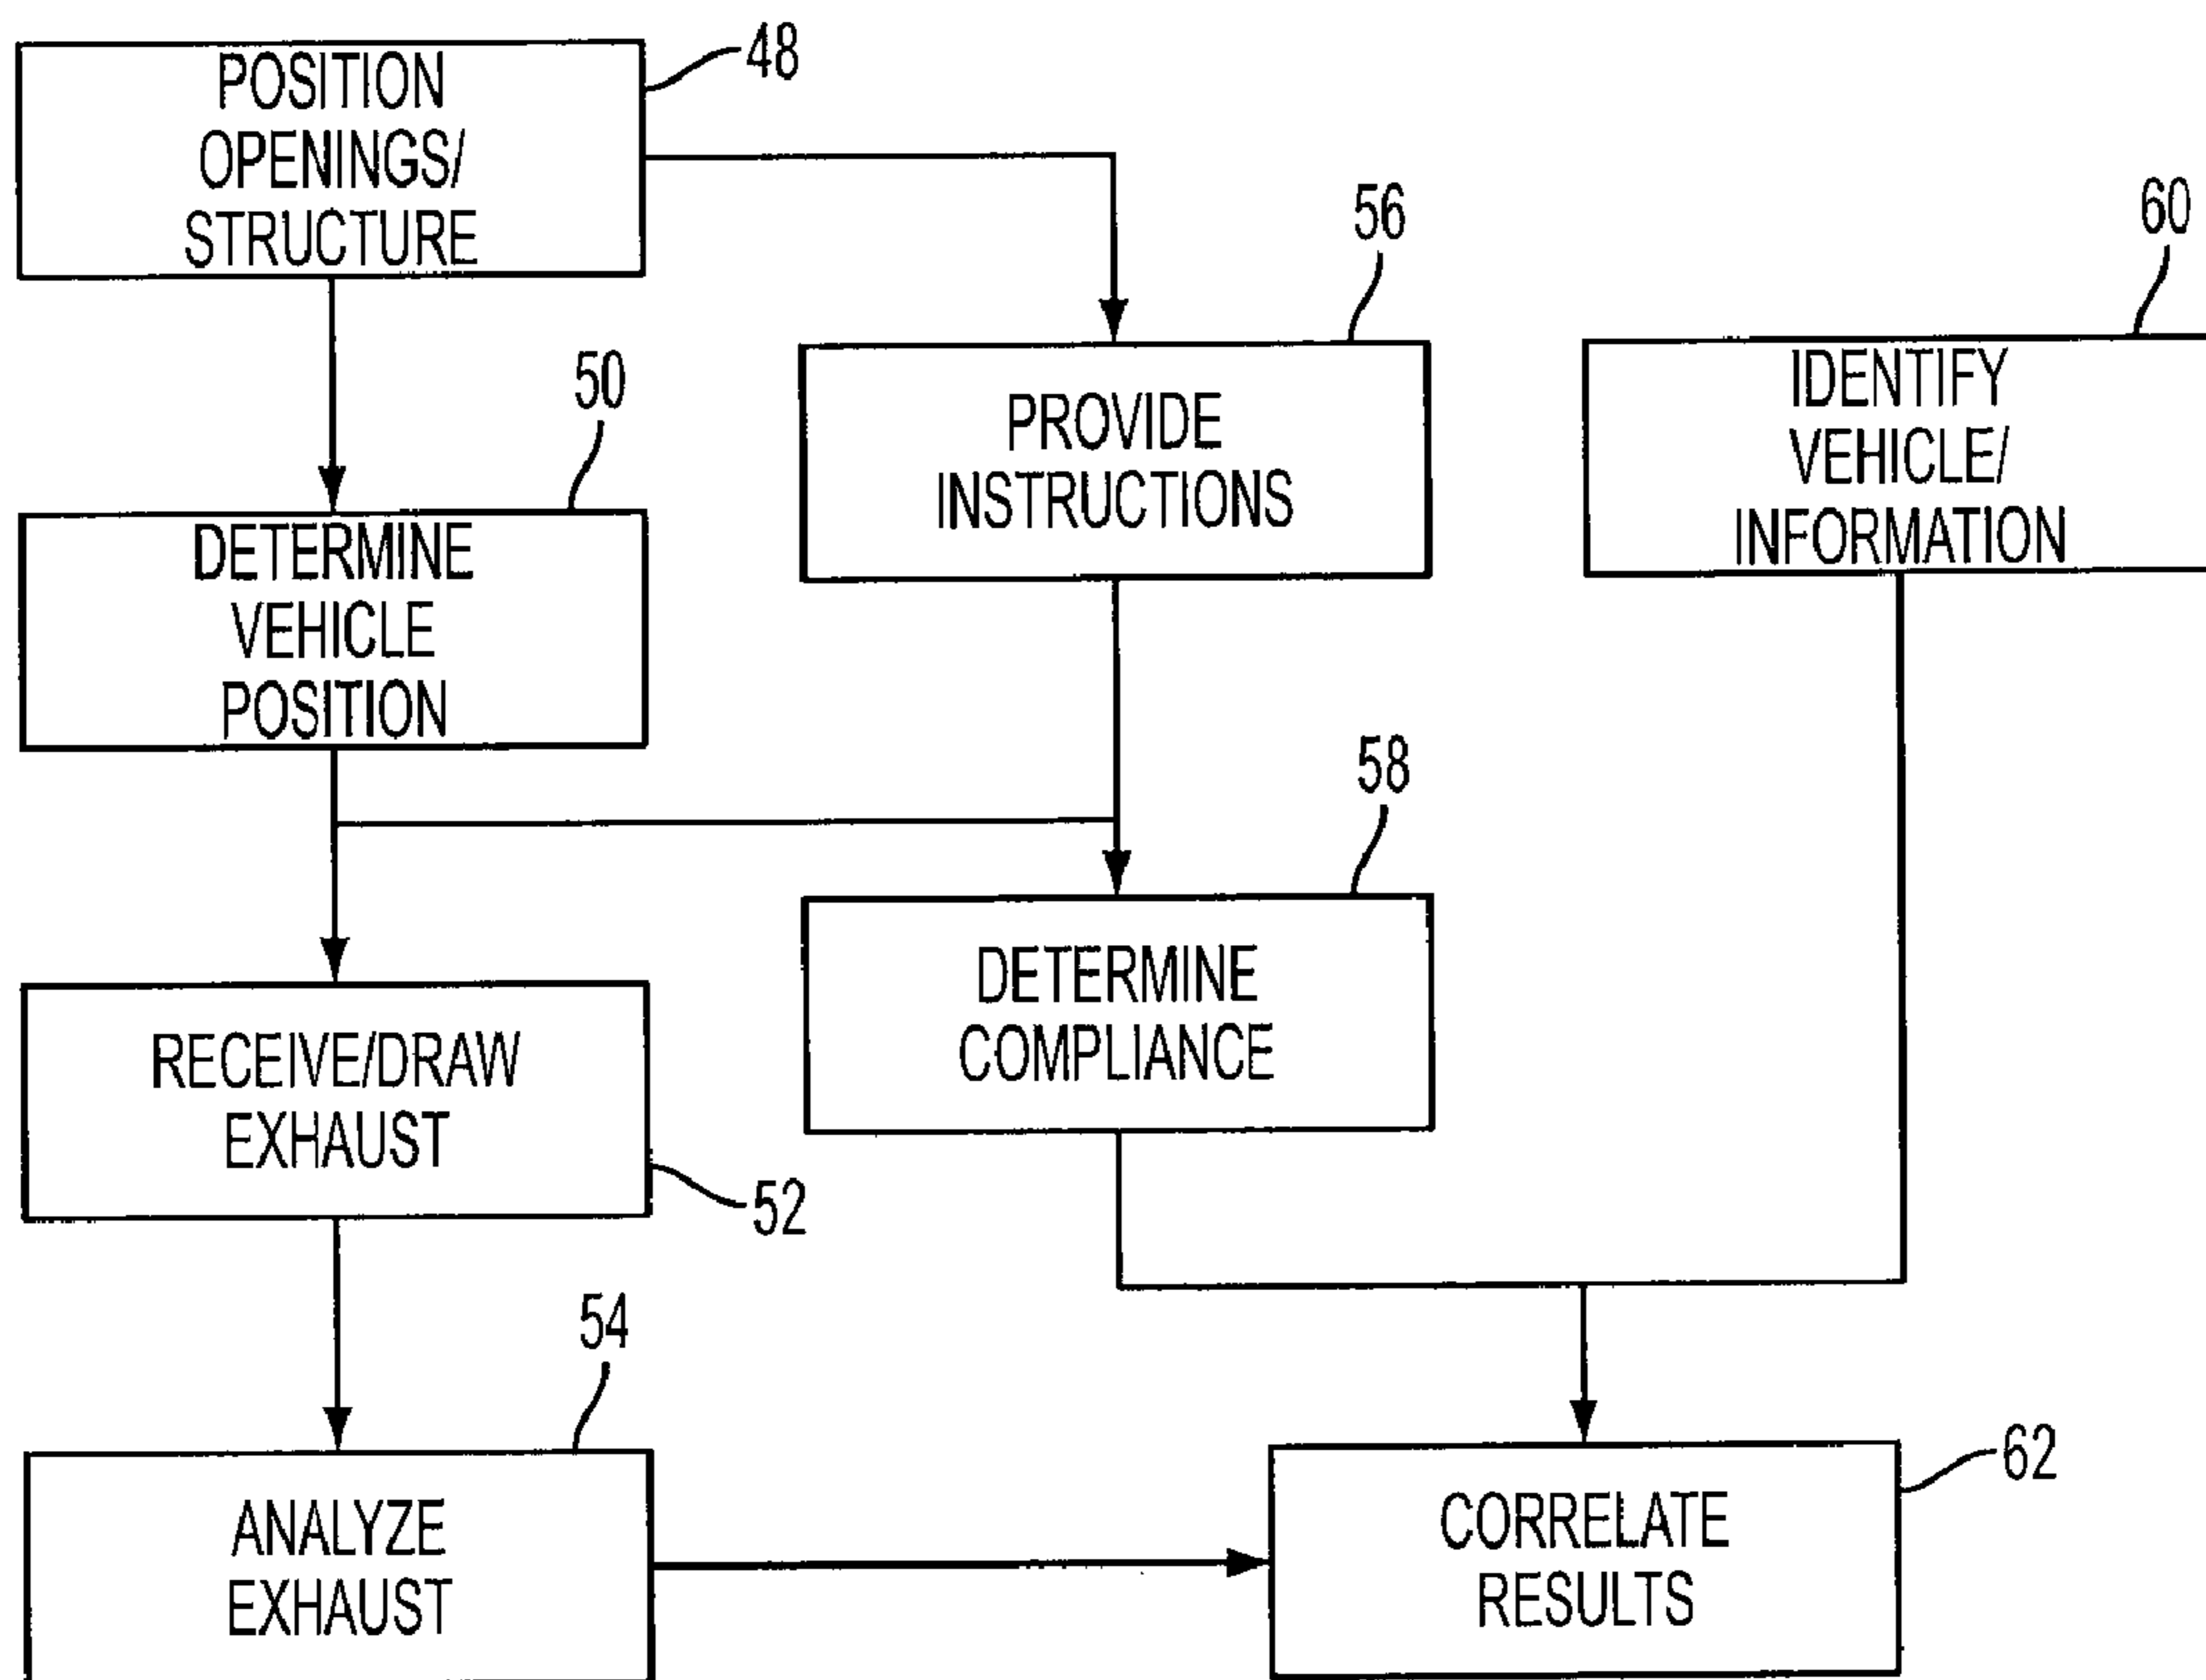 POSITION
OPENINGS/
STRUCTURE
48
56
60
50
PROVIDE
INSTRUCTIONS
IDENTIFY
VEHICLE/
INFORMATION
DETERMINE
VEHICLE
POSITION
58
DETERMINE
COMPLIANCE
RECEIVE/DRAW
EXHAUST
52
54
62
ANALYZE
EXHAUST
CORRELATE
RESULTS